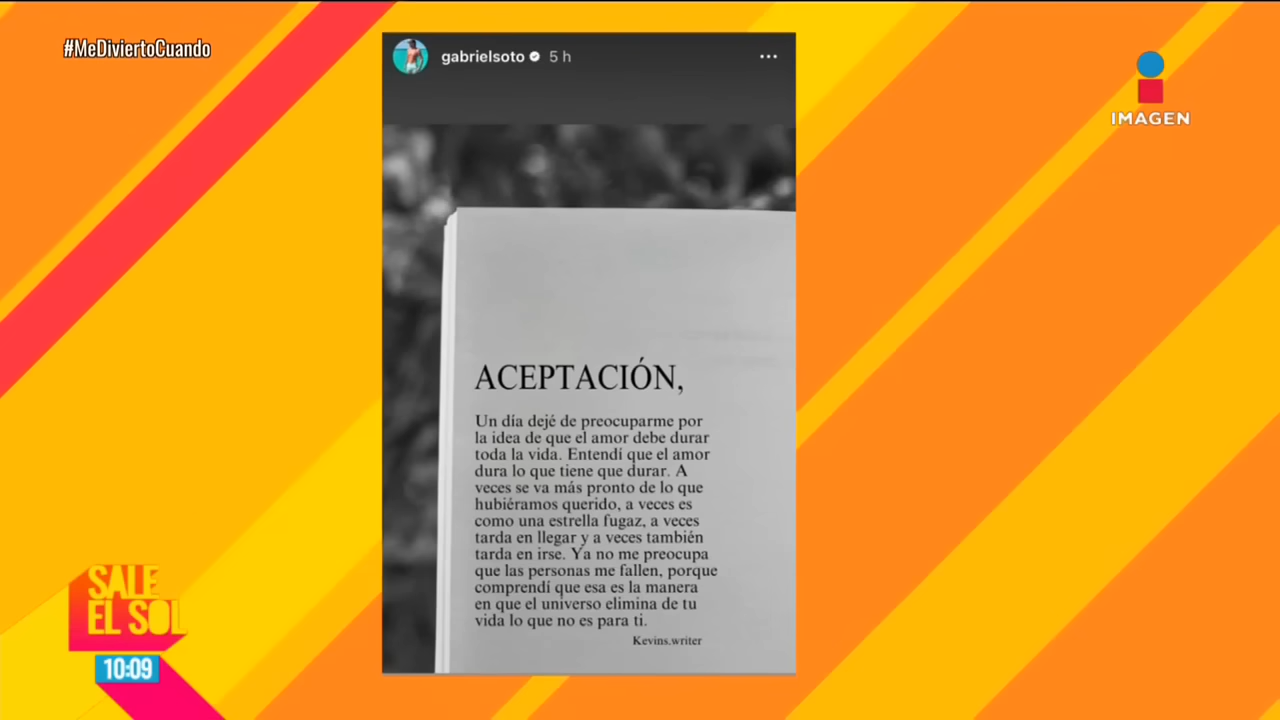 #MeDiviertoCuando
gabrielsoto 5 h
IMAGEN
ACEPTACIÓN,
Un día dejé de preocuparme por
la idea de que el amor debe durar
toda la vida. Entendí que el amor
dura lo que tiene que durar. A
veces se va más pronto de lo que
hubiéramos querido, a veces es
como una estrella fugaz, a veces
tarda en llegar y a veces también
tarda en irse. Ya no me preocupa
que las personas me fallen, porque
comprendí que esa es la manera
en que el universo elimina de tu
vida lo que no es para ti.
Kevins.writer
SALE
EL SOL
10:09